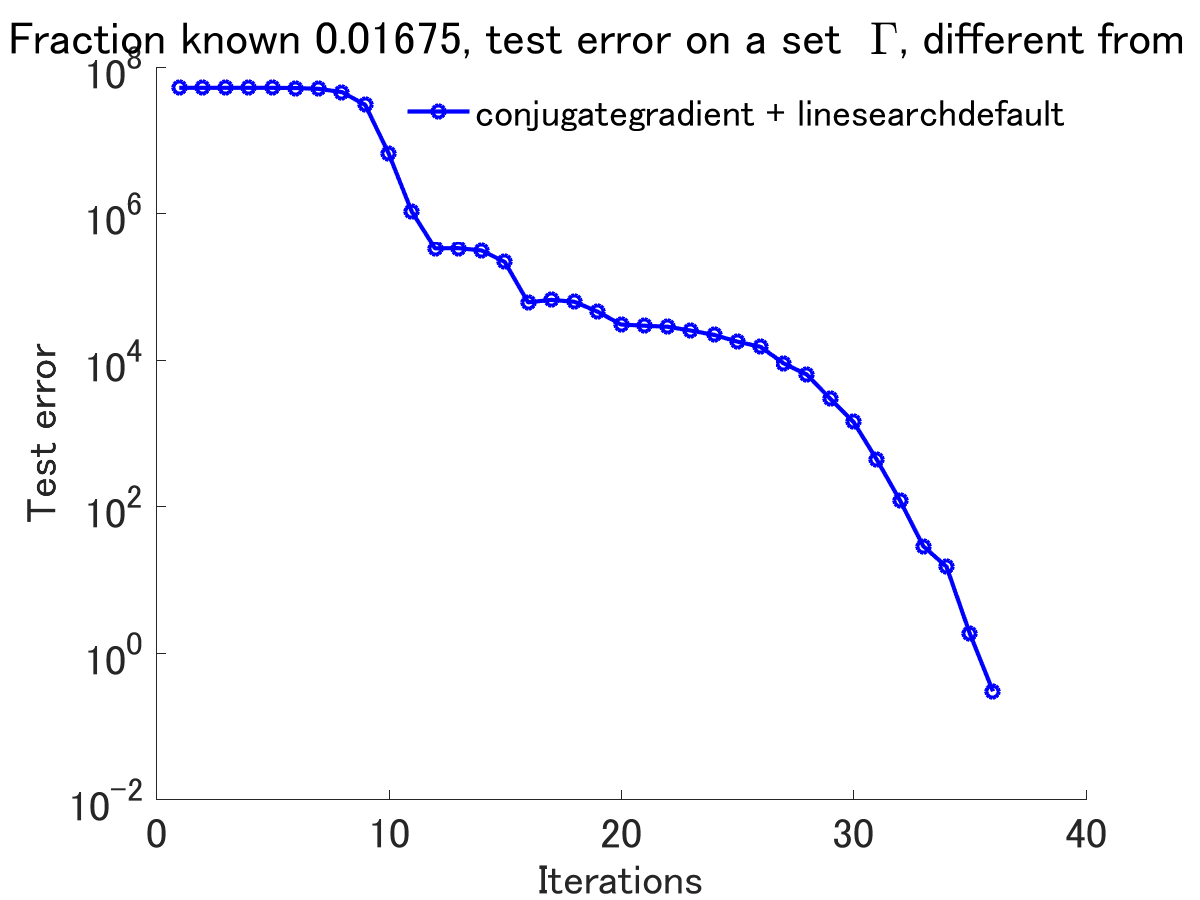 Fraction known 0.01675, test error on a set Γ, different from
10^8
conjugategradient + linesearchdefault
10^6
10^4
10^2
10^0
10^-2
Test error
0 10 20 30 40
Iterations